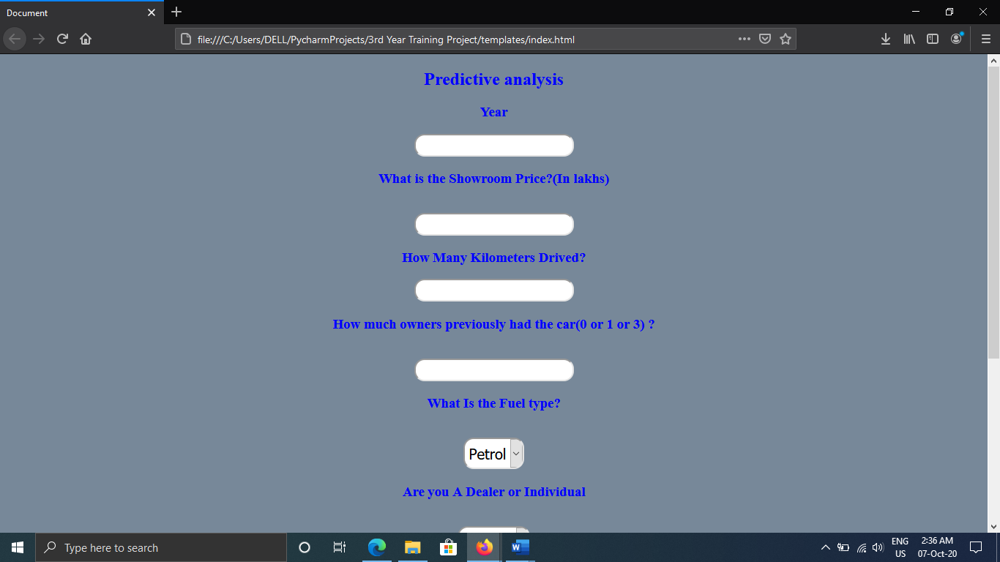 Document
file:///C:/Users/DELL/PycharmProjects/3rd Year Training Project/templates/index.html
Predictive analysis
Year
What is the Showroom Price?(In lakhs)
How Many Kilometers Drived?
How much owners previously had the car(0 or 1 or 3) ?
What Is the Fuel type?
Petrol
Are you A Dealer or Individual
Type here to search
ENG
US
2:36 AM
07-Oct-20